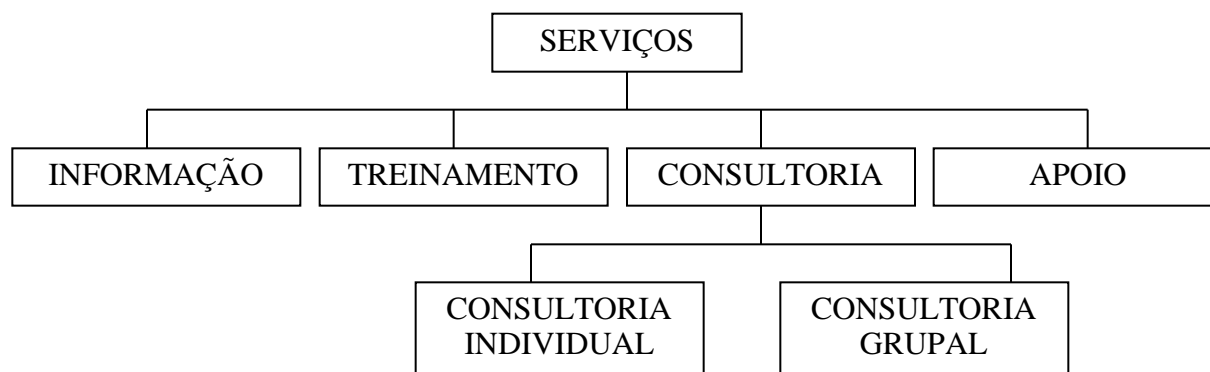 SERVIÇOS
INFORMAÇÃO
TREINAMENTO
CONSULTORIA
APOIO
CONSULTORIA
INDIVIDUAL
CONSULTORIA
GRUPAL